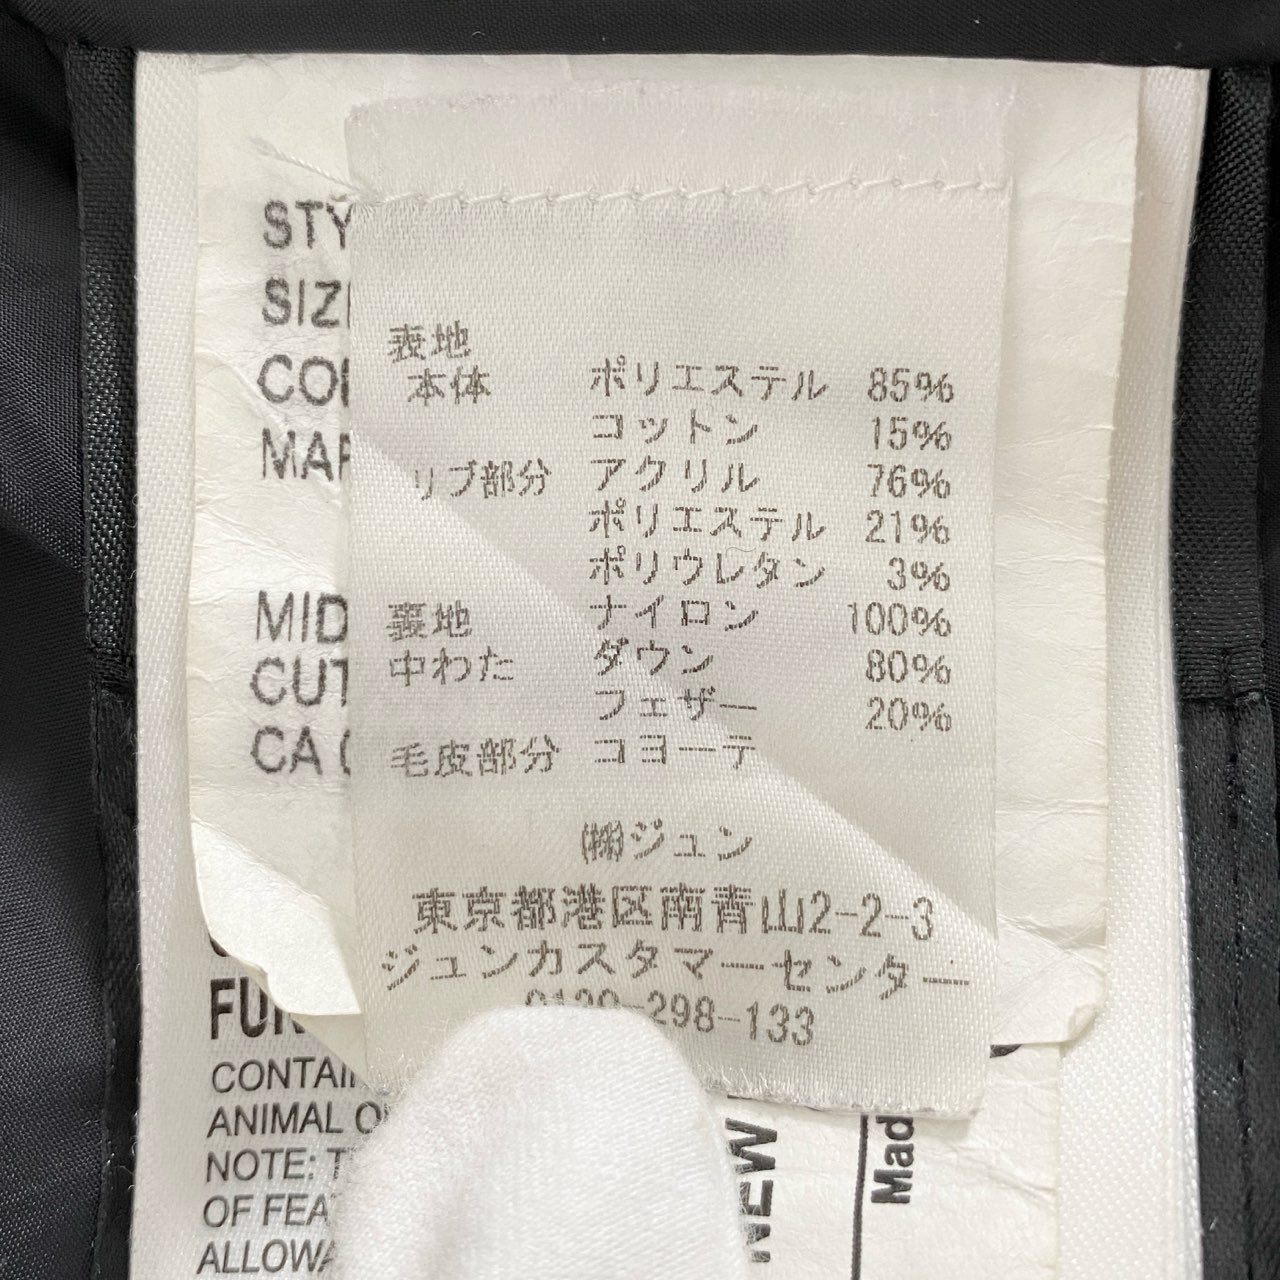 表地
本体 ポリエステル 85%
コットン 15%
リブ部分 アクリル 76%
ポリエステル 21%
ポリウレタン 3%
裏地 ナイロン 100%
中わた ダウン 80%
フェザー 20%
毛皮部分 コヨーテ
㈱ジュン
東京都港区南青山2-2-3
ジュンカスタマーセンター
0120-298-133
STY
SIZ
CO
MA
MID
CUT
CA
FUR
CONTAI
ANIMAL O
NOTE: T
OF FEA
ALLOWA
NEW
Mad